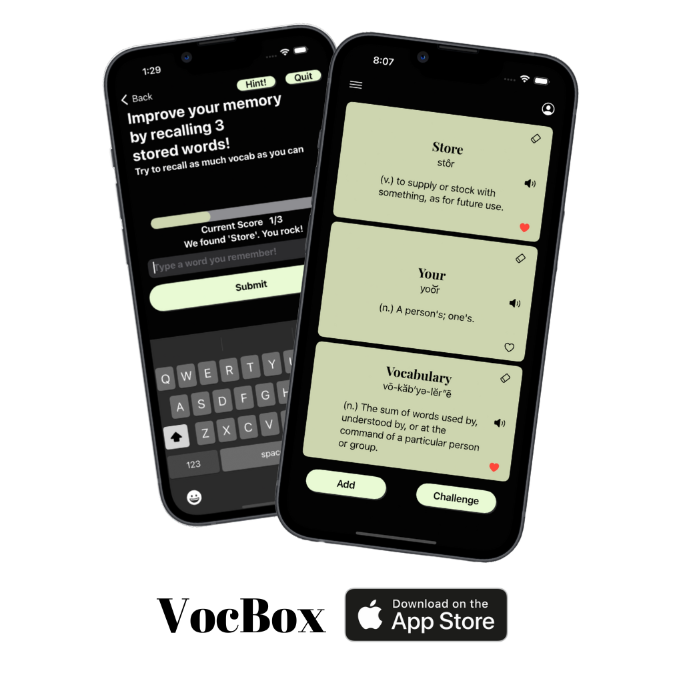 1:29
Back
Hint!
Quit
Improve your memory
by recalling 3
stored words!
Try to recall as much vocab as you can
Current Score 1/3
We found 'Store'. You rock!
Type a word you remember!
Submit
Q W E R T Y U
A S D F G H
Z X C V
123
spac
8:07
Store
stôr
(v.) to supply or stock with
something, as for future use.
Your
yo͝or
(n.) A person's; one's.
Vocabulary
vō-kăb′yə-lĕr″ē
(n.) The sum of words used by,
understood by, or at the
command of a particular person
or group.
Add
Challenge
VocBox
Download on the
App Store